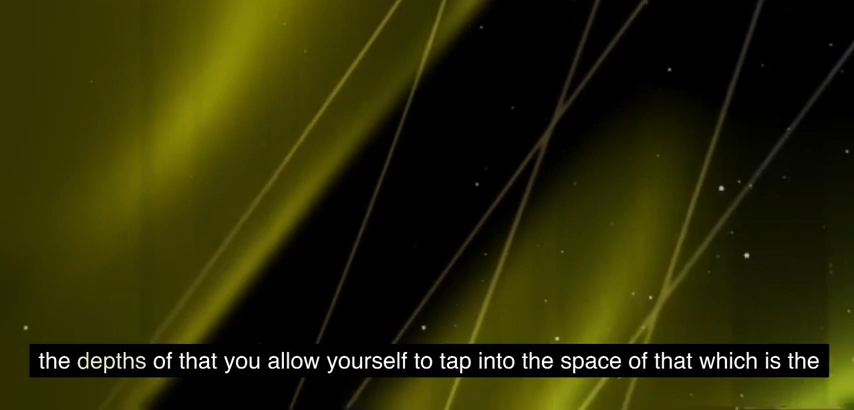 the depths of that you allow yourself to tap into the space of that which is the